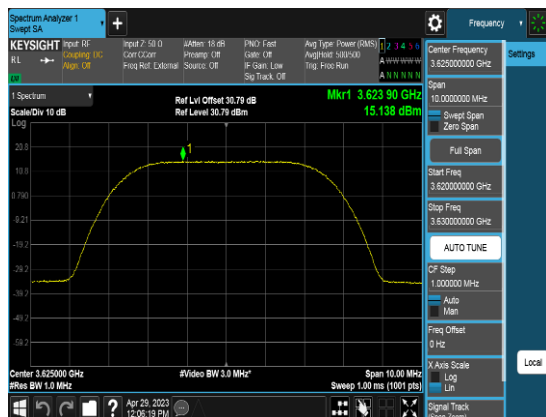 Spectrum Analyzer 1
Swept SA
+
Frequency
KEYSIGHT
Input: RF
Input Z: 50 Ω
#Atten: 18 dB
PNO: Fast
Avg Type: Power (RMS)
1 2 3 4 5 6
RL
Coupling: DC
Corr CCorr
Preamp: Off
Gate: Off
Avg|Hold: 500/500
A W W W W W
Align: Off
Freq Ref: External
Source: Off
IF Gain: Low
Trig: Free Run
Sig Track: Off
A N N N N N
1 Spectrum
Scale/Div 10 dB
Ref Lvl Offset 30.79 dB
Ref Level 30.79 dBm
Mkr1 3.623 90 GHz
15.138 dBm
Log
20.8
10.8
0.790
-9.21
-19.2
-29.2
-39.2
-49.2
-59.2
1
Center 3.625000 GHz
#Video BW 3.0 MHz*
Span 10.00 MHz
#Res BW 1.0 MHz
Sweep 1.00 ms (1001 pts)
Apr 29, 2023
12:06:19 PM
Center Frequency
3.625000000 GHz
Span
10.0000000 MHz
Swept Span
Zero Span
Full Span
Start Freq
3.620000000 GHz
Stop Freq
3.630000000 GHz
AUTO TUNE
CF Step
1.000000 MHz
Auto
Man
Freq Offset
0 Hz
X Axis Scale
Log
Lin
Signal Track
Settings
Local